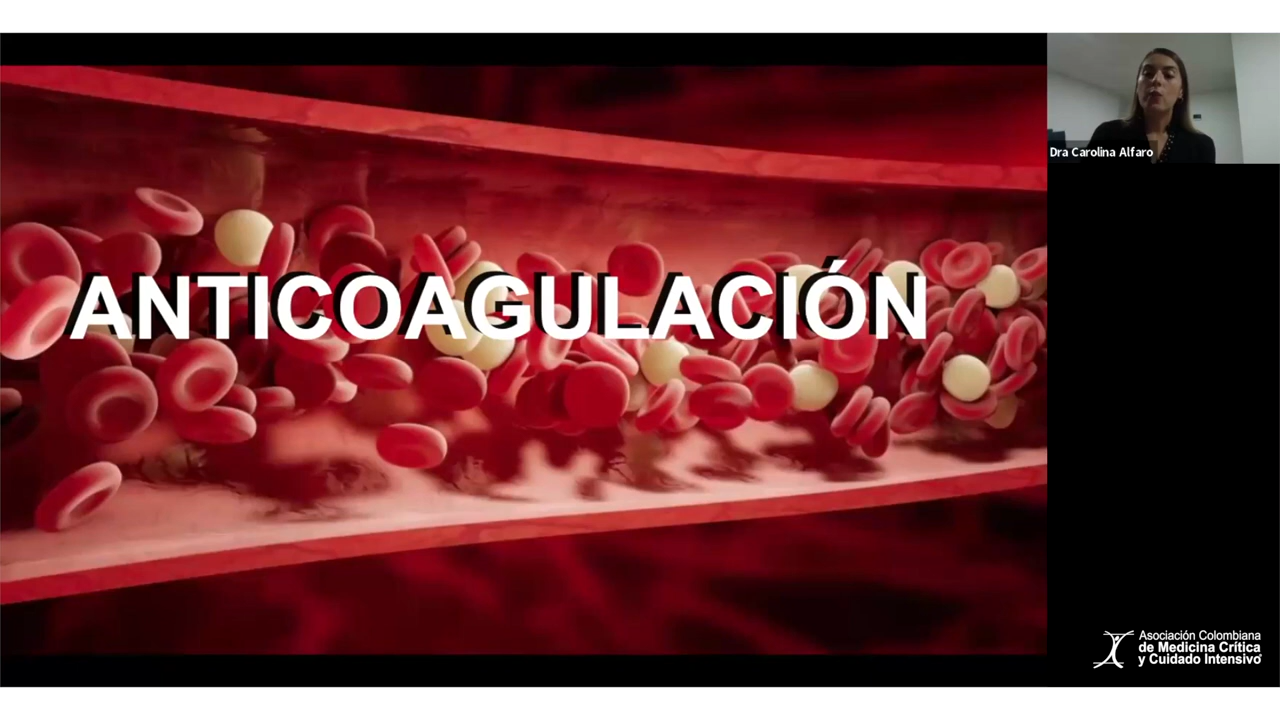 ANTICOAGULACIÓN
Dra Carolina Alfaro
Asociación Colombiana
de Medicina Crítica
y Cuidado Intensivo